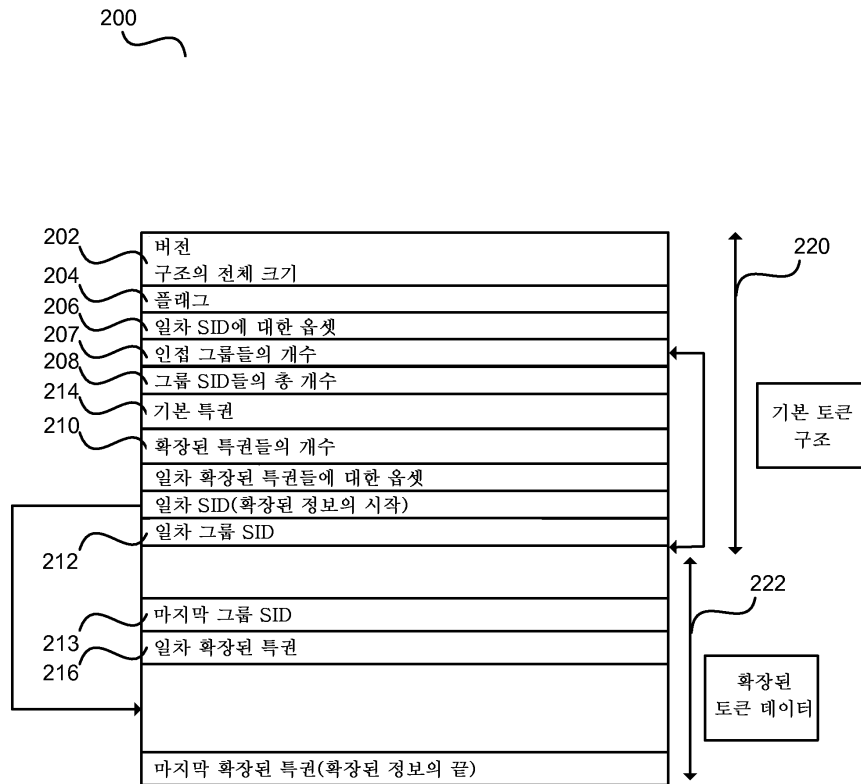 200
202
버전
구조의 전체 크기
204
플래그
206
일차 SID에 대한 옵셋
207
인접 그룹들의 개수
208
그룹 SID들의 총 개수
214
기본 특권
210
확장된 특권들의 개수
일차 확장된 특권들에 대한 옵셋
일차 SID(확장된 정보의 시작)
일차 그룹 SID
212
마지막 그룹 SID
213
일차 확장된 특권
216
마지막 확장된 특권(확장된 정보의 끝)
220
기본 토큰
구조
222
확장된
토큰 데이터